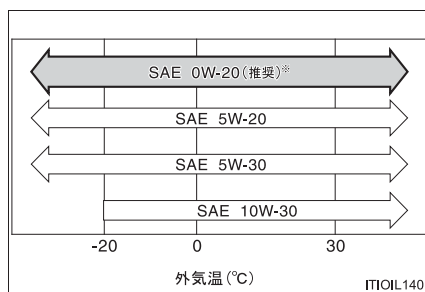 SAE 0W-20(推奨)※
SAE 5W-20
SAE 5W-30
SAE 10W-30
-20 0 30
外気温(℃)
ITIOIL140